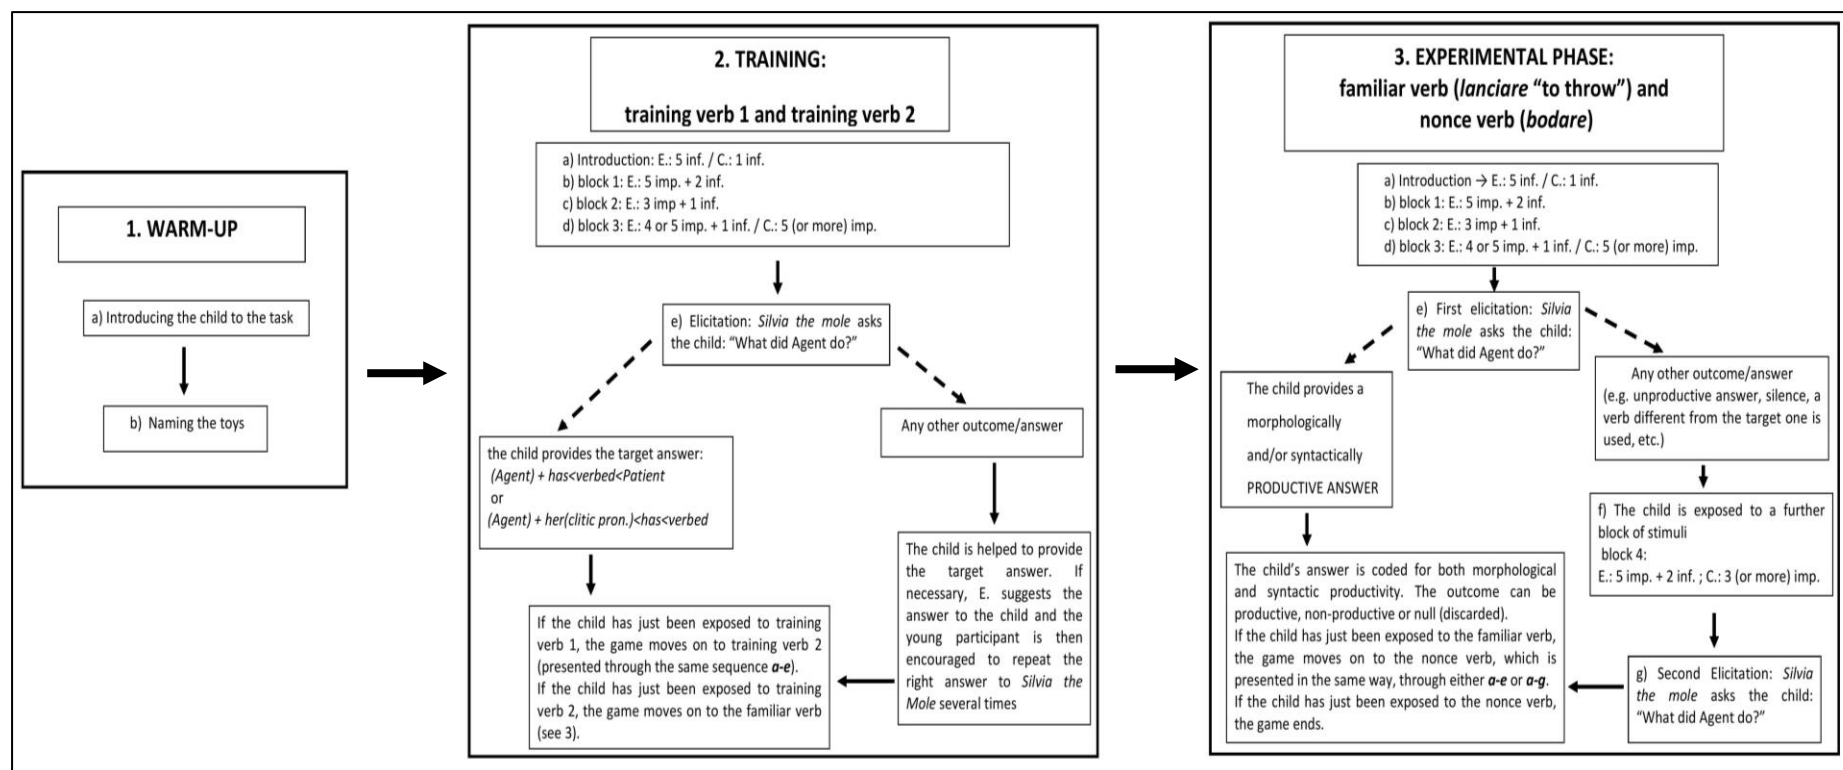 1. WARM-UP
a) Introducing the child to the task
b) Naming the toys
2. TRAINING:
training verb 1 and training verb 2
a) Introduction: E.: 5 inf. / C.: 1 inf.
b) block 1: E.: 5 imp. + 2 inf.
c) block 2: E.: 3 imp + 1 inf.
d) block 3: E.: 4 or 5 imp. + 1 inf. / C.: 5 (or more) imp.
e) Elicitation: Silvia the mole asks
the child: “What did Agent do?”
the child provides the target answer:
(Agent) + has<verbed<Patient
or
(Agent) + her(clitic pron.)<has<verbed
Any other outcome/answer
The child is helped to provide
the target answer. If
necessary, E. suggests the
answer to the child and the
young participant is then
encouraged to repeat the
right answer to Silvia the
Mole several times
If the child has just been exposed to training
verb 1, the game moves on to training verb 2
(presented through the same sequence a-e).
If the child has just been exposed to training
verb 2, the game moves on to the familiar verb
(see 3).
3. EXPERIMENTAL PHASE:
familiar verb (lanciare “to throw”) and
nonce verb (bodare)
a) Introduction → E.: 5 inf. / C.: 1 inf.
b) block 1: E.: 5 imp. + 2 inf.
c) block 2: E.: 3 imp + 1 inf.
d) block 3: E.: 4 or 5 imp. + 1 inf. / C.: 5 (or more) imp.
e) First elicitation: Silvia
the mole asks the child:
“What did Agent do?”
The child provides a
morphologically
and/or syntactically
PRODUCTIVE ANSWER
Any other outcome/answer
(e.g. unproductive answer, silence, a
verb different from the target one is
used, etc.)
f) The child is exposed to a further
block of stimuli
block 4:
E.: 5 imp. + 2 inf. ; C.: 3 (or more) imp.
g) Second Elicitation: Silvia
the mole asks the child:
“What did Agent do?”
The child’s answer is coded for both morphological
and syntactic productivity. The outcome can be
productive, non-productive or null (discarded).
If the child has just been exposed to the familiar verb,
the game moves on to the nonce verb, which is
presented in the same way, through either a-e or a-g.
If the child has just been exposed to the nonce verb,
the game ends.